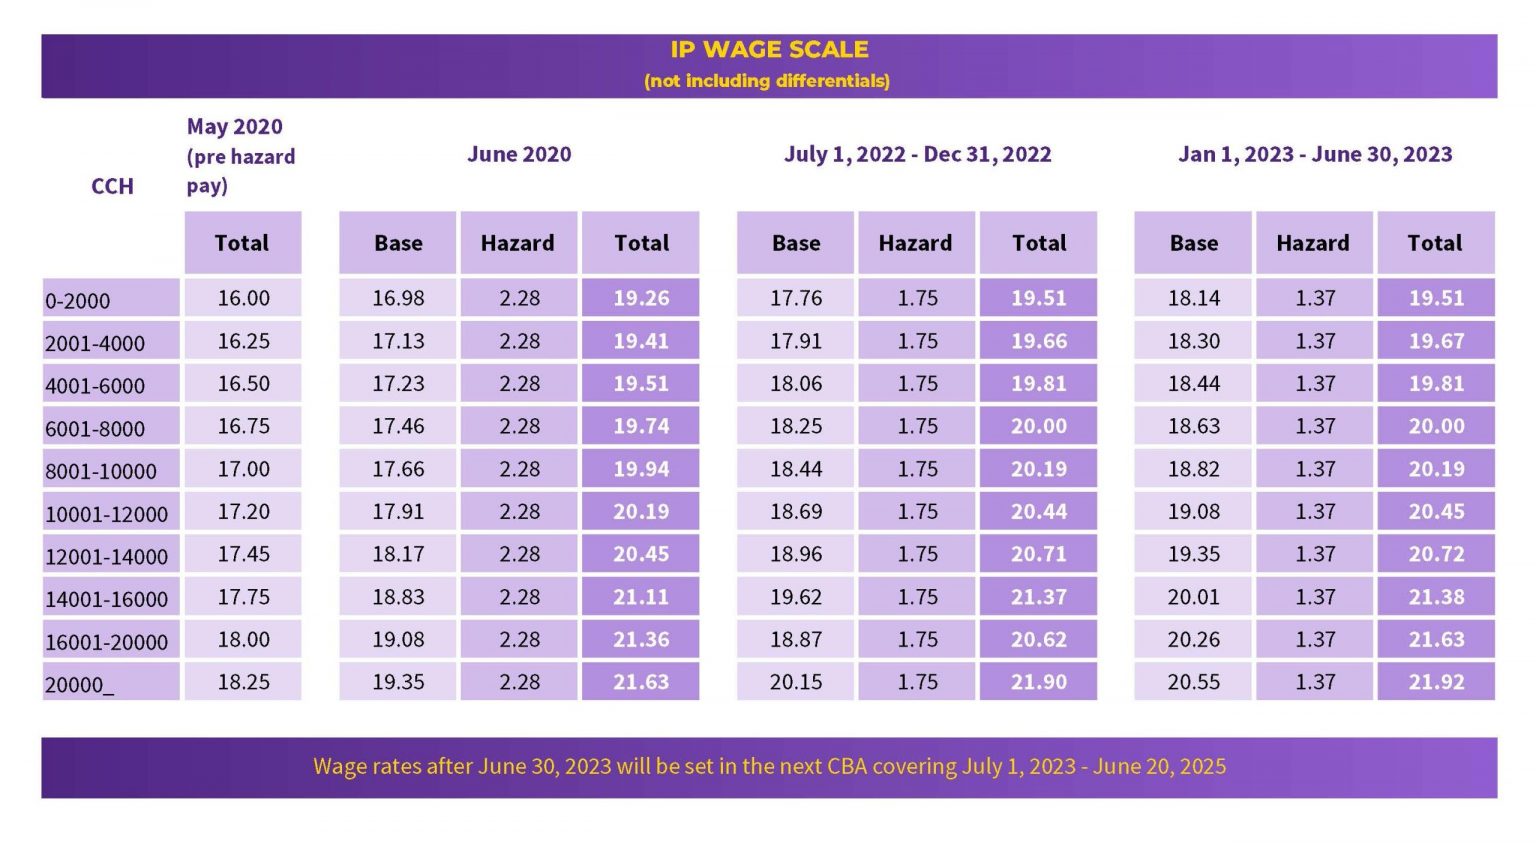 IP WAGE SCALE
(not including differentials)
CCH
May 2020
(pre hazard
pay)
June 2020
July 1, 2022 - Dec 31, 2022
Jan 1, 2023 - June 30, 2023
Total Base Hazard Total Base Hazard Total Base Hazard Total
0-2000 16.00 16.98 2.28 19.26 17.76 1.75 19.51 18.14 1.37 19.51
2001-4000 16.25 17.13 2.28 19.41 17.91 1.75 19.66 18.30 1.37 19.67
4001-6000 16.50 17.23 2.28 19.51 18.06 1.75 19.81 18.44 1.37 19.81
6001-8000 16.75 17.46 2.28 19.74 18.25 1.75 20.00 18.63 1.37 20.00
8001-10000 17.00 17.66 2.28 19.94 18.44 1.75 20.19 18.82 1.37 20.19
10001-12000 17.20 17.91 2.28 20.19 18.69 1.75 20.44 19.08 1.37 20.45
12001-14000 17.45 18.17 2.28 20.45 18.96 1.75 20.71 19.35 1.37 20.72
14001-16000 17.75 18.83 2.28 21.11 19.62 1.75 21.37 20.01 1.37 21.38
16001-20000 18.00 19.08 2.28 21.36 18.87 1.75 20.62 20.26 1.37 21.63
20000_ 18.25 19.35 2.28 21.63 20.15 1.75 21.90 20.55 1.37 21.92
Wage rates after June 30, 2023 will be set in the next CBA covering July 1, 2023 - June 20, 2025